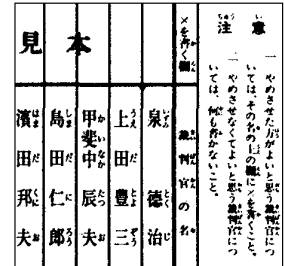 注意
一 やめさせた方がよいと思う裁判官につ
いては、その名の上の欄に×を書くこと。
一 やめさせなくてよいと思う裁判官につ
いては、何も書かないこと。
×を書く欄
裁判官の名
泉 徳治
上田 豊三
甲斐中 辰夫
島田 仁郎
濱田 邦夫
見本